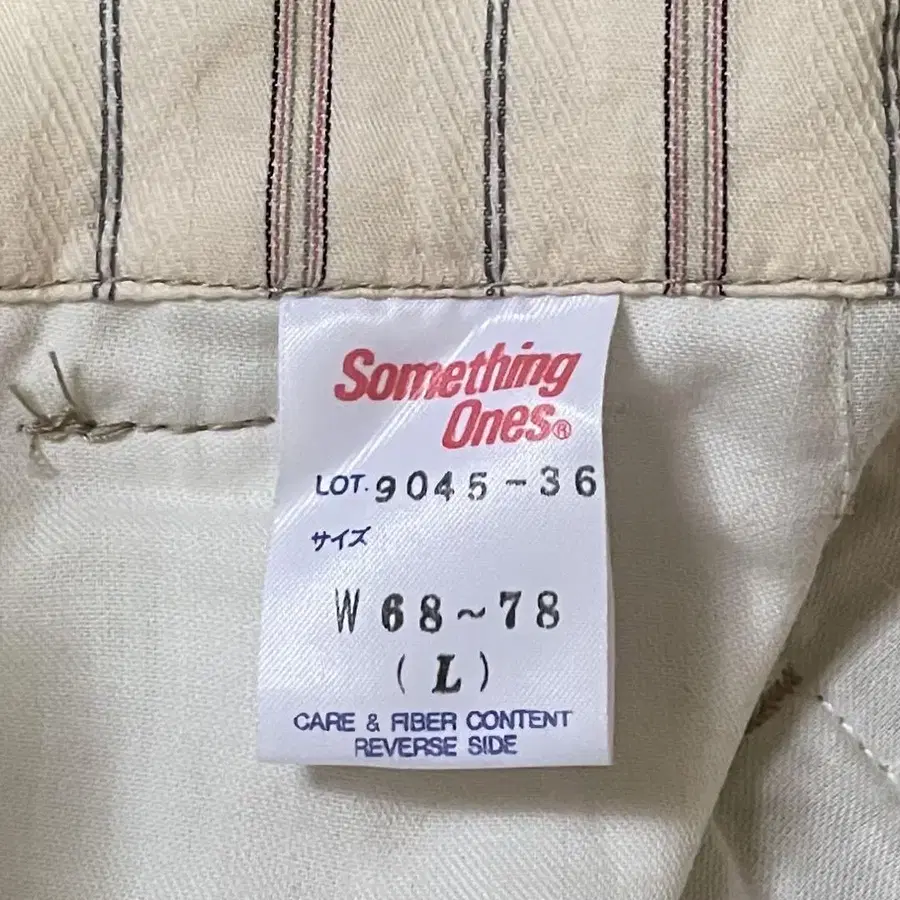 Something
Ones®
LOT. 9045-36
サイズ
W 68~78
(L)
CARE & FIBER CONTENT
REVERSE SIDE